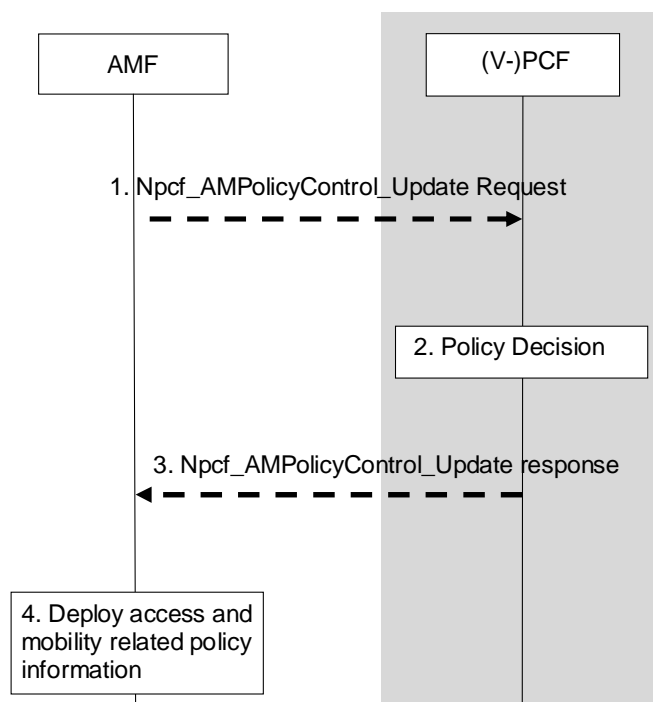 AMF
(V-)PCF
1. Npcf_AMPolicyControl_Update Request
2. Policy Decision
3. Npcf_AMPolicyControl_Update response
4. Deploy access and
mobility related policy
information